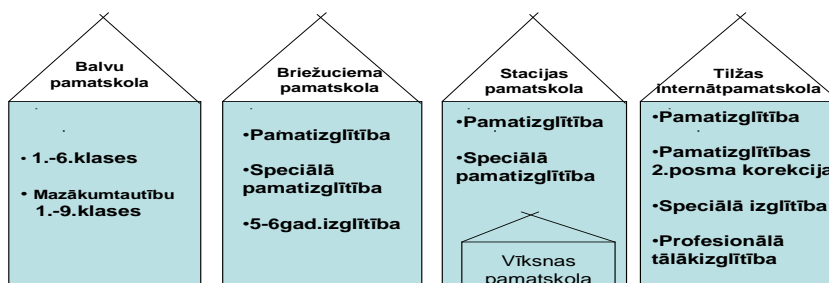 Balvu
pamatskola
• 1.-6.klases
• Mazākumtautību
1.-9.klases
Briežuciema
pamatskola
•Pamatizglītība
•Speciālā
pamatizglītība
•5-6gad.izglītība
Stacijas
pamatskola
•Pamatizglītība
•Speciālā
pamatizglītība
Vīksnas
pamatskola
Tilžas
internātpamatskola
•Pamatizglītība
•Pamatizglītības
2.posma korekcija
•Speciālā izglītība
•Profesionālā
tālākizglītība